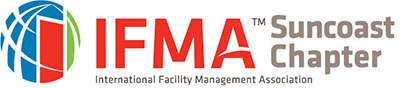 IFMA™ Suncoast
Chapter
International Facility Management Association